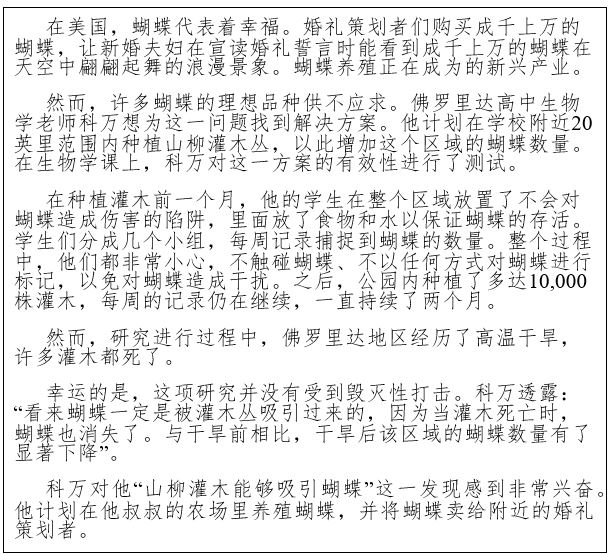 在美国，蝴蝶代表着幸福。婚礼策划者们购买成千上万的
蝴蝶，让新婚夫妇在宣读婚礼誓言时能看到成千上万的蝴蝶在
天空中翩翩起舞的浪漫景象。蝴蝶养殖正在成为的新兴产业。
然而，许多蝴蝶的理想品种供不应求。佛罗里达高中生物
学老师科万想为这一问题找到解决方案。他计划在学校附近20
英里范围内种植山柳灌木丛，以此增加这个区域的蝴蝶数量。
在生物学课上，科万对这一方案的有效性进行了测试。
在种植灌木前一个月，他的学生在整个区域放置了不会对
蝴蝶造成伤害的陷阱，里面放了食物和水以保证蝴蝶的存活。
学生们分成几个小组，每周记录捕捉到蝴蝶的数量。整个过程
中，他们都非常小心，不触碰蝴蝶、不以任何方式对蝴蝶进行
标记，以免对蝴蝶造成干扰。之后，公园内种植了多达10,000
株灌木，每周的记录仍在继续，一直持续了两个月。
然而，研究进行过程中，佛罗里达地区经历了高温干旱，
许多灌木都死了。
幸运的是，这项研究并没有受到毁灭性打击。科万透露：
“看来蝴蝶一定是被灌木丛吸引过来的，因为当灌木死亡时，
蝴蝶也消失了。与干旱前相比，干旱后该区域的蝴蝶数量有了
显著下降”。
科万对他“山柳灌木能够吸引蝴蝶”这一发现感到非常兴奋。
他计划在他叔叔的农场里养殖蝴蝶，并将蝴蝶卖给附近的婚礼
策划者。